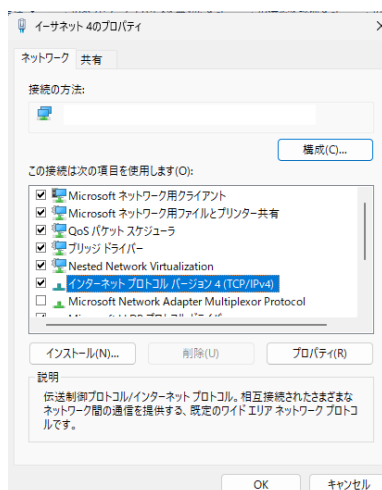 イーサネット 4のプロパティ
ネットワーク 共有
接続の方法:
構成(C)...
この接続は次の項目を使用します(O):
Microsoft ネットワーク用クライアント
Microsoft ネットワーク用ファイルとプリンター共有
QoS パケット スケジューラ
ブリッジ ドライバー
Nested Network Virtualization
インターネット プロトコル バージョン 4 (TCP/IPv4)
Microsoft Network Adapter Multiplexor Protocol
インストール(N)... 削除(U) プロパティ(R)
説明
伝送制御プロトコル/インターネット プロトコル。相互接続されたさまざまな
ネットワーク間の通信を提供する、既定のワイド エリア ネットワーク プロトコ
ルです。
OK キャンセル